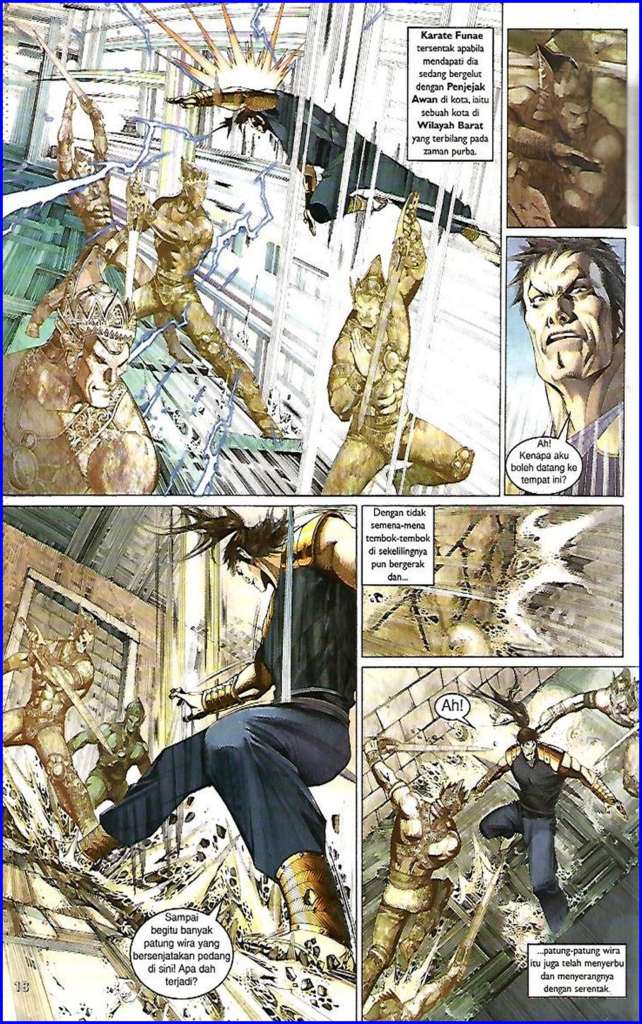 Karate Funae
tersentak apabila
mendapati dia
sedang bergelut
dengan Penjejak
Awan di kota, iaitu
sebuah kota di
Wilayah Barat
yang terbilang pada
zaman purba.
Ah!
Kenapa aku
boleh datang ke
tempat ini?
Dengan tidak
semena-mena
tembok-tembok
di sekelilingnya
pun bergerak
dan...
Sampai
begitu banyak
patung wira yang
bersenjatakan podang
di sini! Apa dah
terjadi?
Ah!
...patung-patung wira
itu juga telah menyerbu
dan menyerangnya
dengan serentak.
18